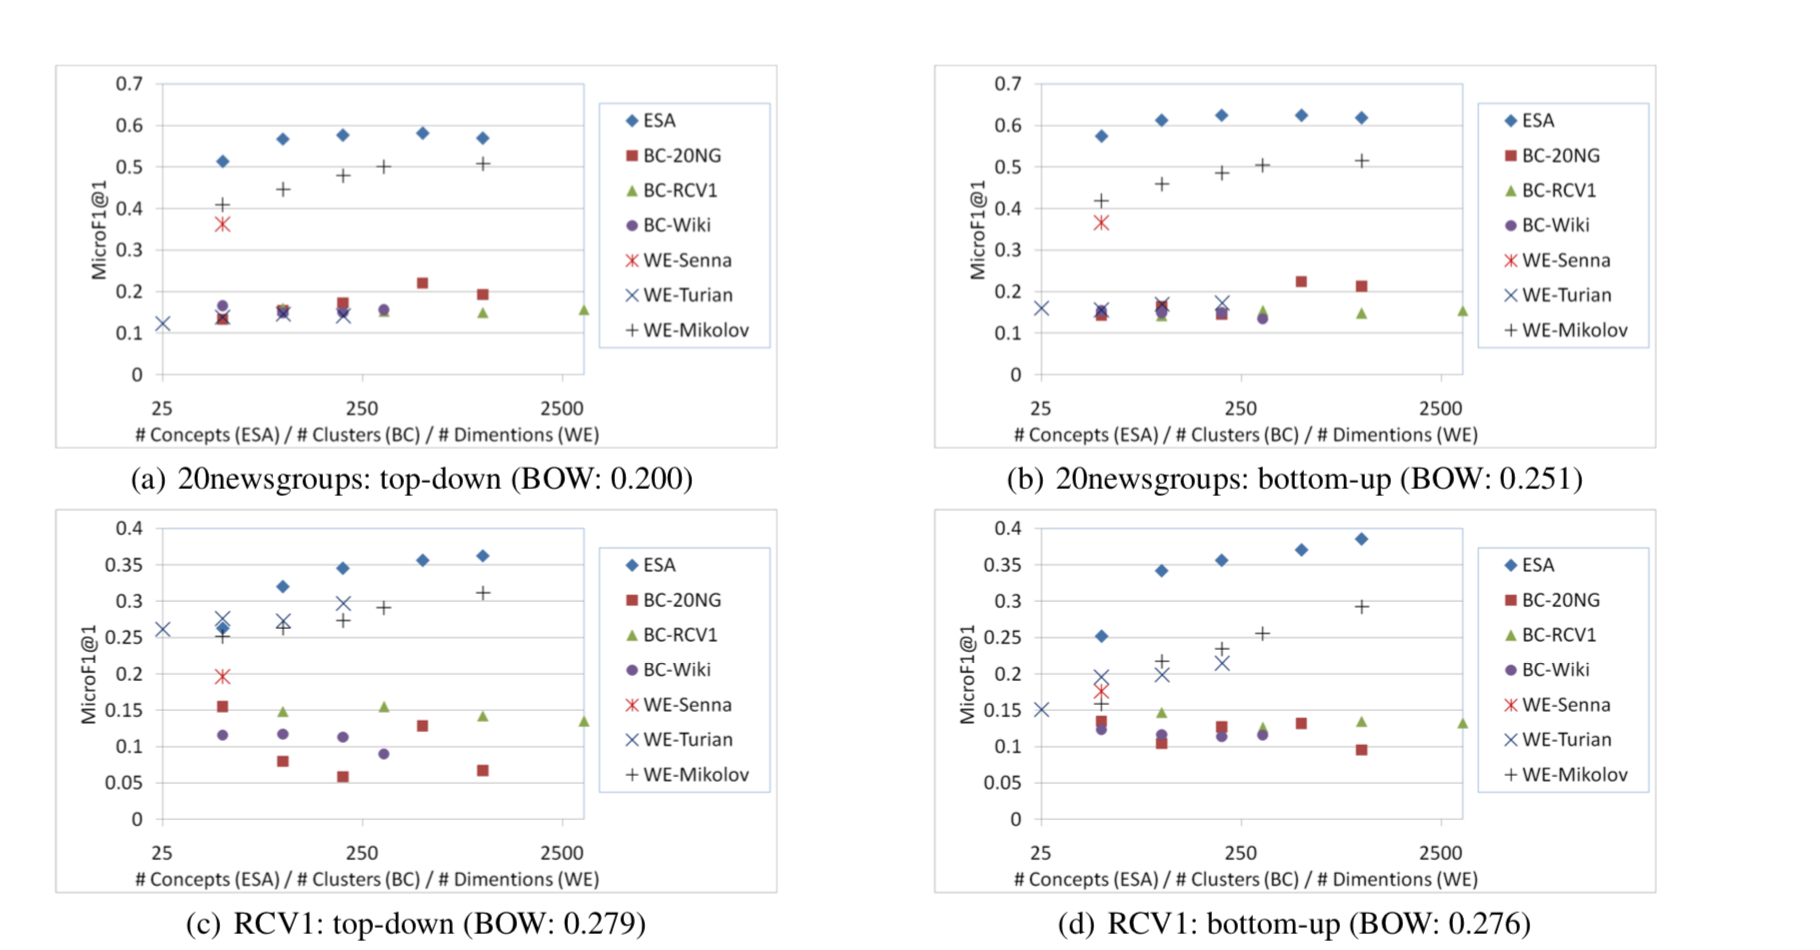 0.7
0.6
0.5
0.4
0.3
0.2
0.1
0
MicroF1@1
25 250 2500
# Concepts (ESA) / # Clusters (BC) / # Dimentions (WE)
ESA
BC-20NG
BC-RCV1
BC-Wiki
WE-Senna
WE-Turian
WE-Mikolov
(a) 20newsgroups: top-down (BOW: 0.200)
0.7
0.6
0.5
0.4
0.3
0.2
0.1
0
MicroF1@1
25 250 2500
# Concepts (ESA) / # Clusters (BC) / # Dimentions (WE)
ESA
BC-20NG
BC-RCV1
BC-Wiki
WE-Senna
WE-Turian
WE-Mikolov
(b) 20newsgroups: bottom-up (BOW: 0.251)
0.4
0.35
0.3
0.25
0.2
0.15
0.1
0.05
0
MicroF1@1
25 250 2500
# Concepts (ESA) / # Clusters (BC) / # Dimentions (WE)
ESA
BC-20NG
BC-RCV1
BC-Wiki
WE-Senna
WE-Turian
WE-Mikolov
(c) RCV1: top-down (BOW: 0.279)
0.4
0.35
0.3
0.25
0.2
0.15
0.1
0.05
0
MicroF1@1
25 250 2500
# Concepts (ESA) / # Clusters (BC) / # Dimentions (WE)
ESA
BC-20NG
BC-RCV1
BC-Wiki
WE-Senna
WE-Turian
WE-Mikolov
(d) RCV1: bottom-up (BOW: 0.276)